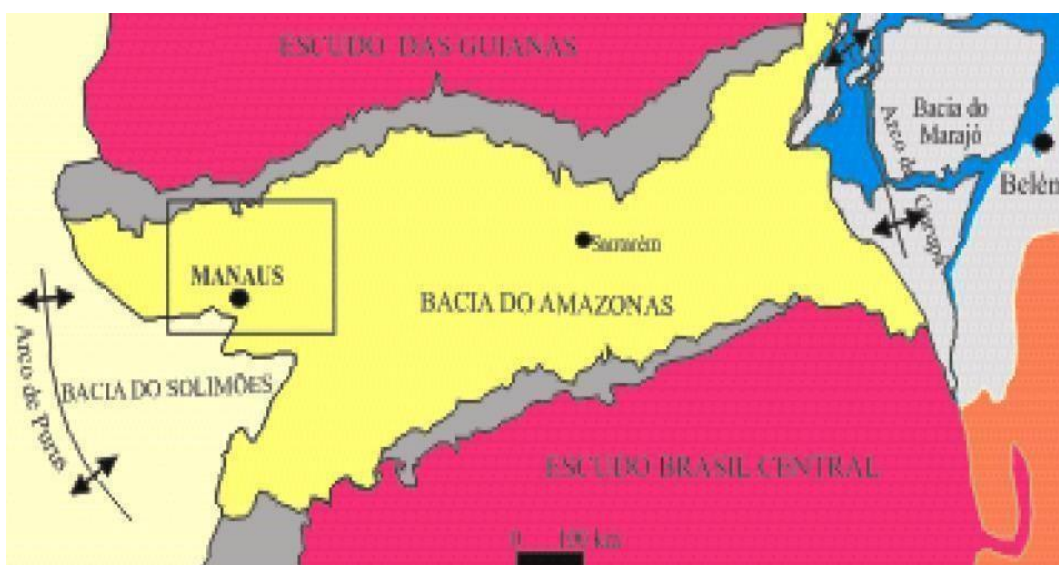 ESCUDO DAS GUIANAS
Bacia do
Marajó
Arco de
Gurupá
Belém
Santarém
MANAUS
BACIA DO AMAZONAS
Arco de Purus
BACIA DO SOLIMÕES
ESCUDO BRASIL CENTRAL
0 100 km